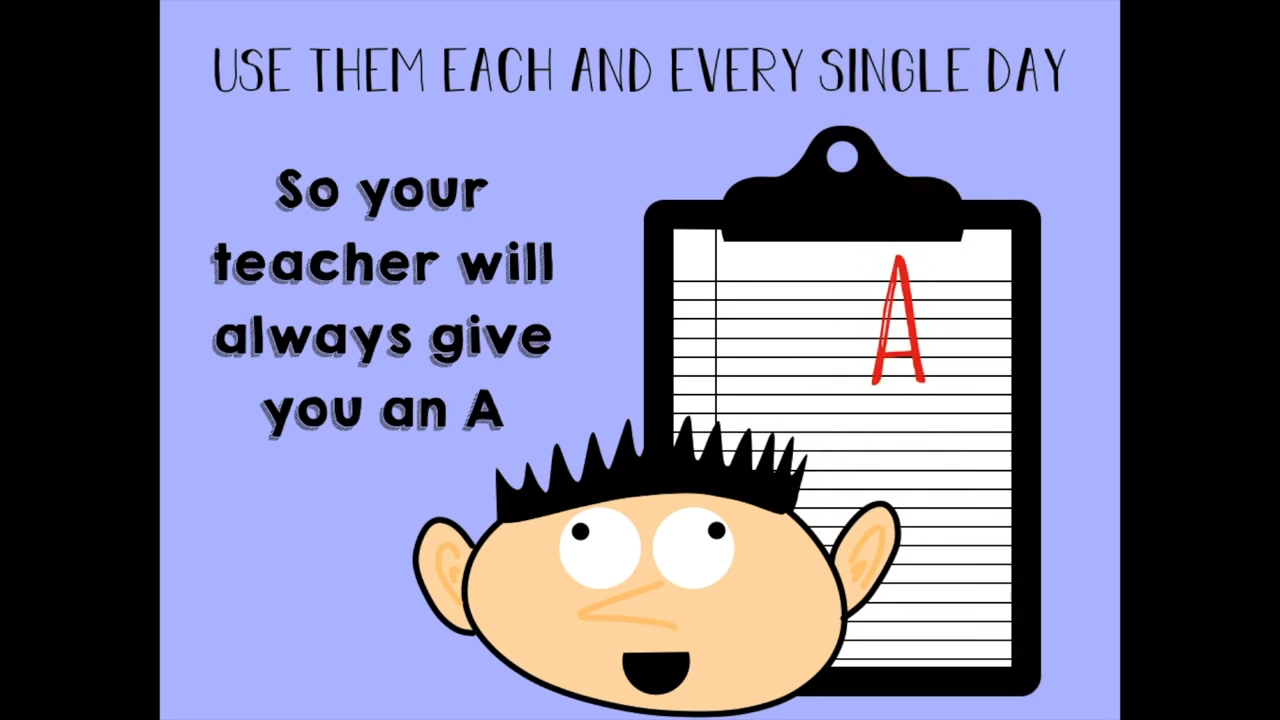 USE THEM EACH AND EVERY SINGLE DAY
So your
teacher will
always give
you an A
A